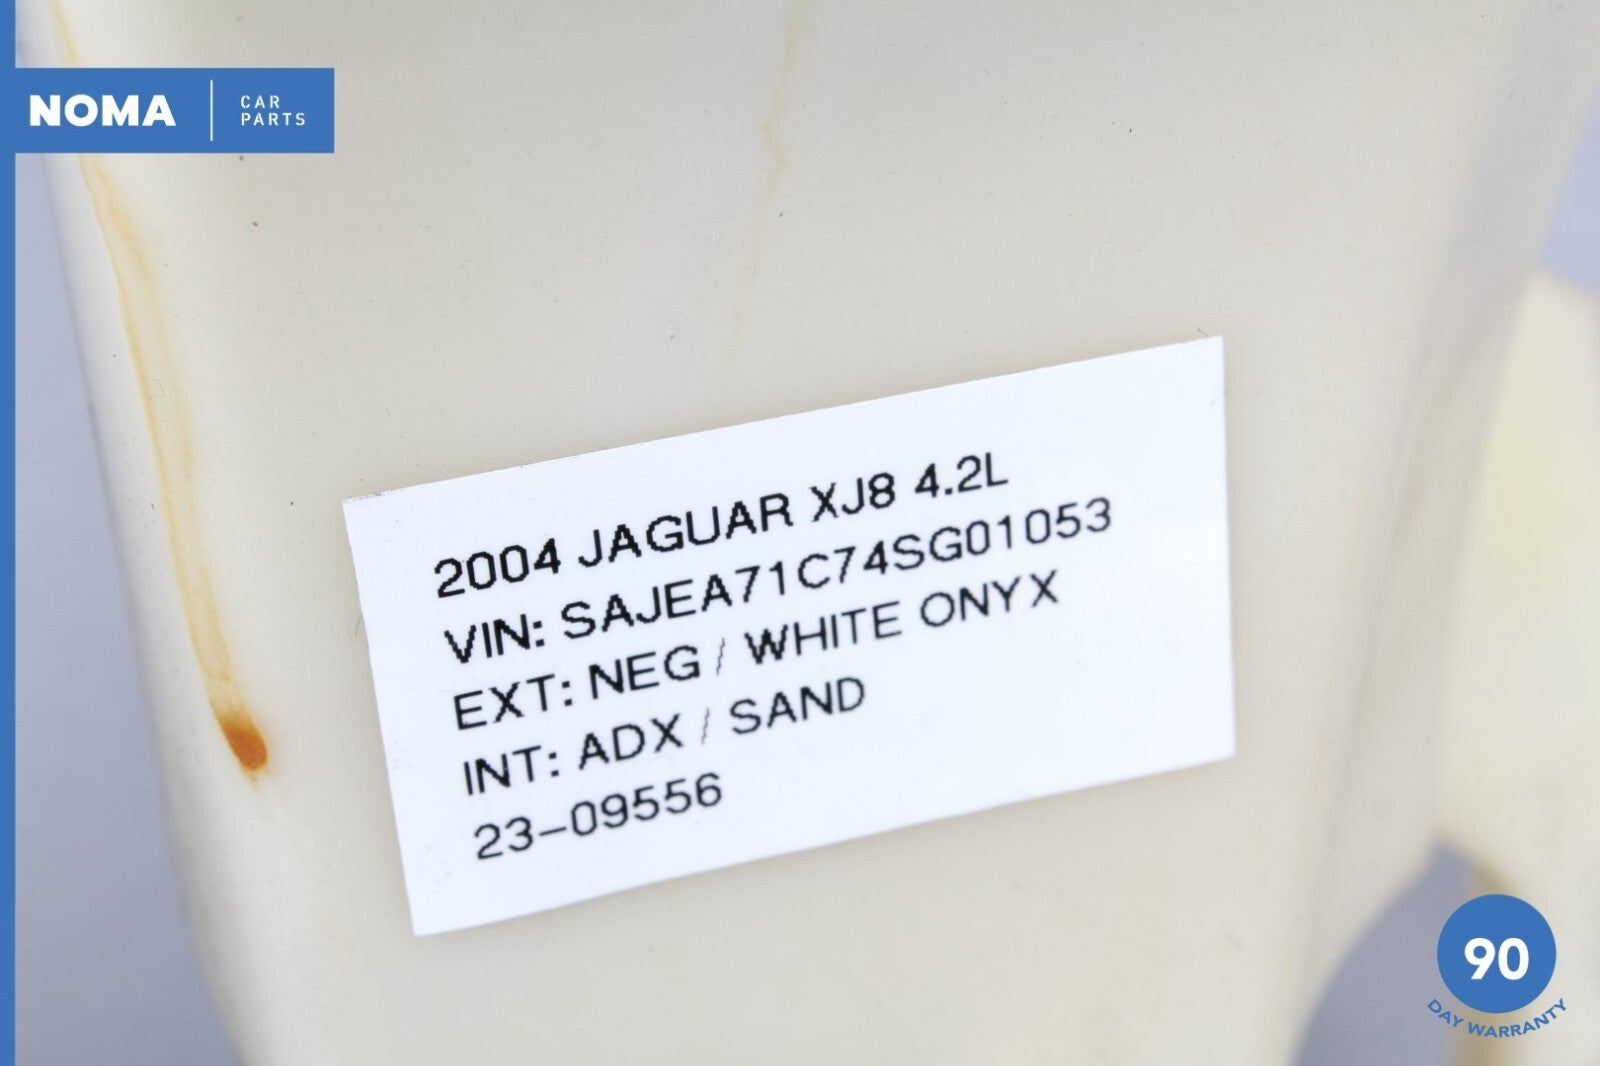 NOMA
CAR
PARTS
2004 JAGUAR XJ8 4.2L
VIN: SAJEA71C74SG01053
EXT: NEG / WHITE ONYX
INT: ADX / SAND
23-09556
90
DAY WARRANTY